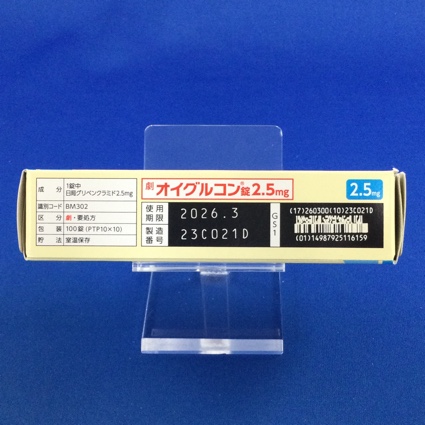 成 分 1錠中
日局グリベンクラミド2.5mg
識別コード BM302
区 分 劇・要処方
包 装 100錠 (PTP10×10)
貯 法 室温保存
劇 オイグルコン®錠2.5mg
使用
期限 2026.3
製造
番号 23C021D
GS1
2.5mg
(17)260300(10)23C021D
(01)14987925116159